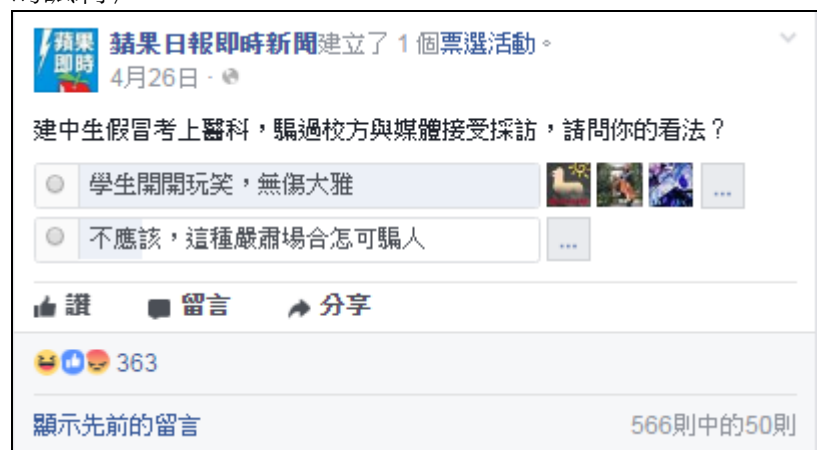 蘋果
即時
蘋果日報即時新聞建立了 1 個票選活動。
4月26日
建中生假冒考上醫科，騙過校方與媒體接受採訪，請問你的看法？
學生開開玩笑，無傷大雅
...
不應該，這種嚴肅場合怎可騙人
...
讚 留言 分享
363
顯示先前的留言 566則中的50則